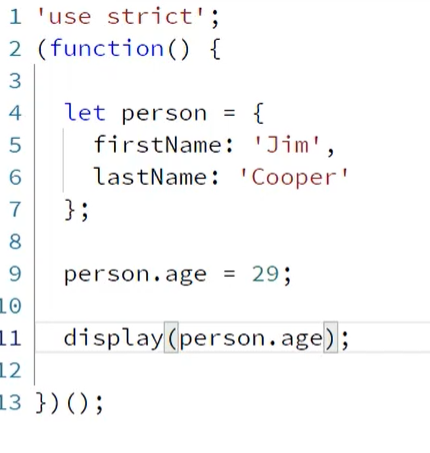 1 'use strict';
2 (function() {
3
4 let person = {
5 firstName: 'Jim',
6 lastName: 'Cooper'
7 };
8
9 person.age = 29;
10
11 display(person.age);
12
13 })();